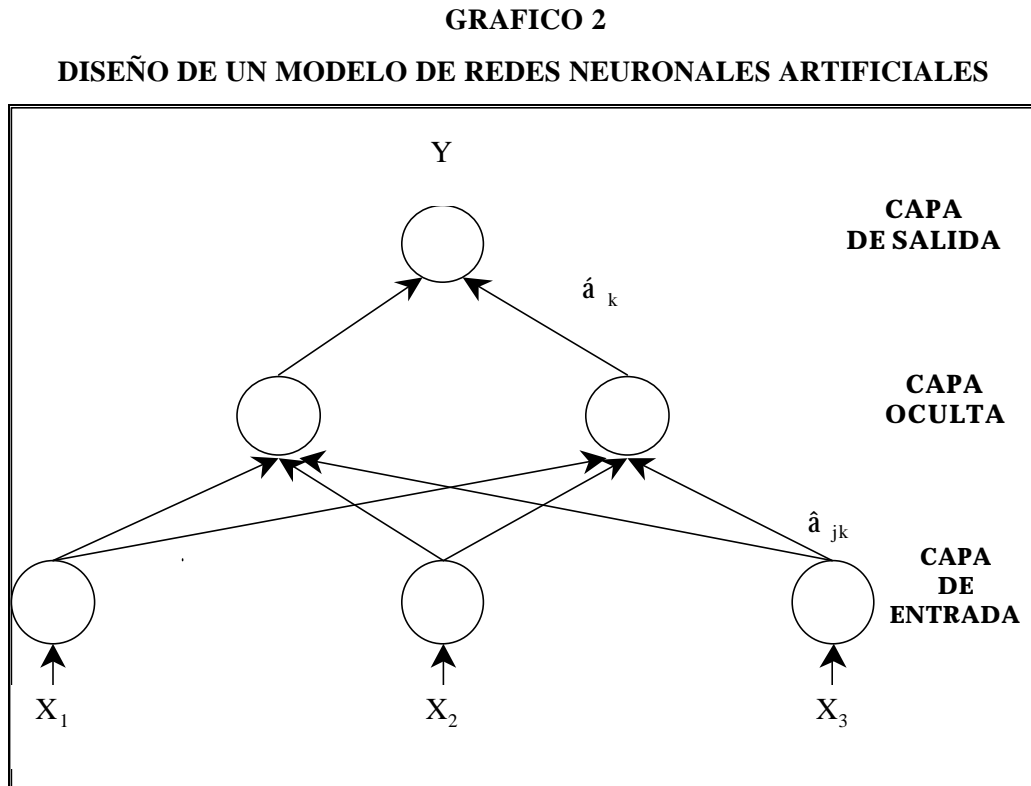 GRAFICO 2
DISEÑO DE UN MODELO DE REDES NEURONALES ARTIFICIALES
Y
CAPA
DE SALIDA
á k
CAPA
OCULTA
â jk
CAPA
DE
ENTRADA
X1
X2
X3